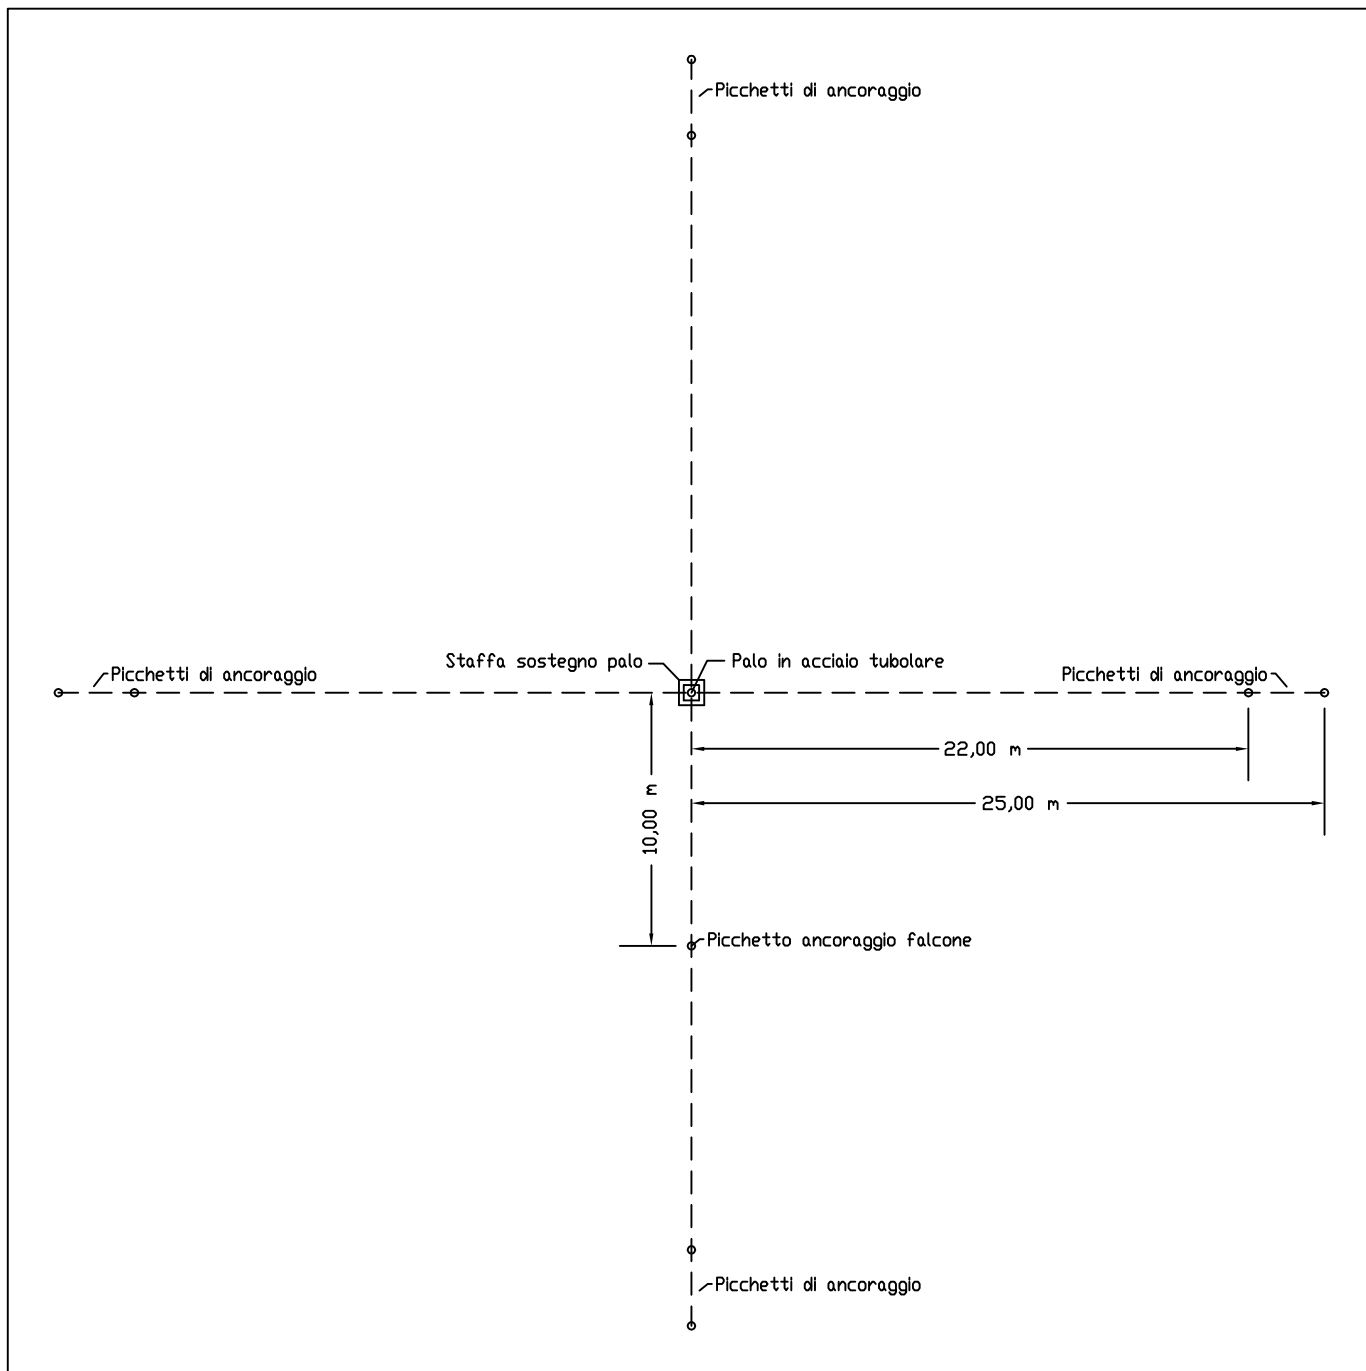 Picchetti di ancoraggio
Staffa sostegno palo
Palo in acciaio tubolare
Picchetti di ancoraggio
Picchetti di ancoraggio
22,00 m
25,00 m
10,00 m
Picchetto ancoraggio falcone
Picchetti di ancoraggio